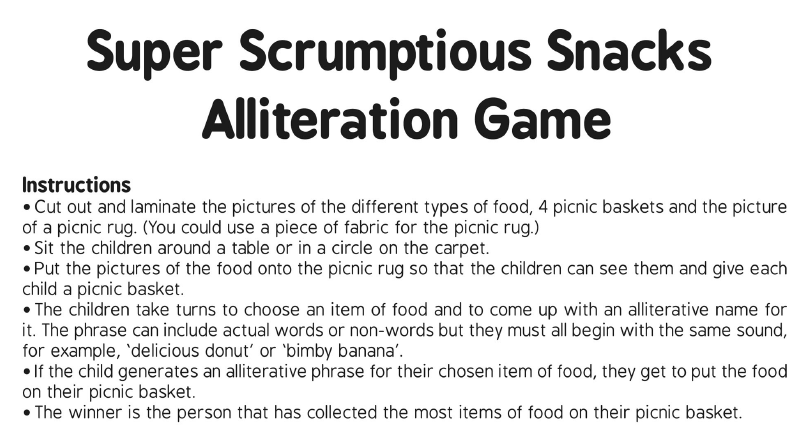 Super Scrumptious Snacks
Alliteration Game
Instructions
• Cut out and laminate the pictures of the different types of food, 4 picnic baskets and the picture
of a picnic rug. (You could use a piece of fabric for the picnic rug.)
• Sit the children around a table or in a circle on the carpet.
• Put the pictures of the food onto the picnic rug so that the children can see them and give each
child a picnic basket.
• The children take turns to choose an item of food and to come up with an alliterative name for
it. The phrase can include actual words or non-words but they must all begin with the same sound,
for example, ‘delicious donut’ or ‘bimby banana’.
• If the child generates an alliterative phrase for their chosen item of food, they get to put the food
on their picnic basket.
• The winner is the person that has collected the most items of food on their picnic basket.